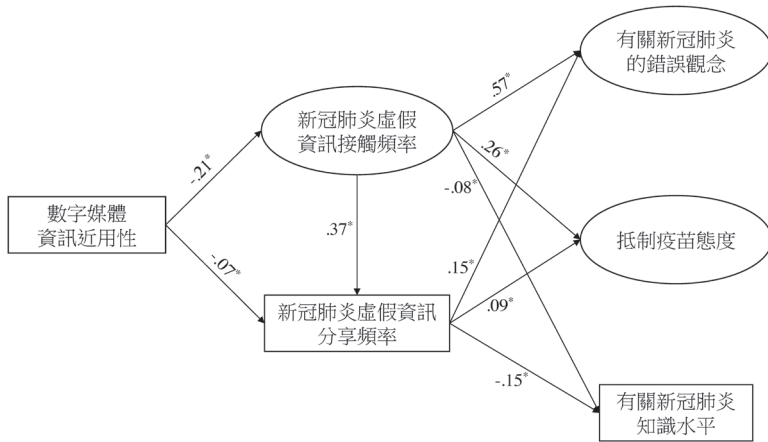 有關新冠肺炎
的錯誤觀念
新冠肺炎虛假
資訊接觸頻率
.57*
.26*
-.21*
-.08*
數字媒體
資訊近用性
.37*
抵制疫苗態度
-.07*
.15*
新冠肺炎虛假資訊
分享頻率
.09*
-.15*
有關新冠肺炎
知識水平